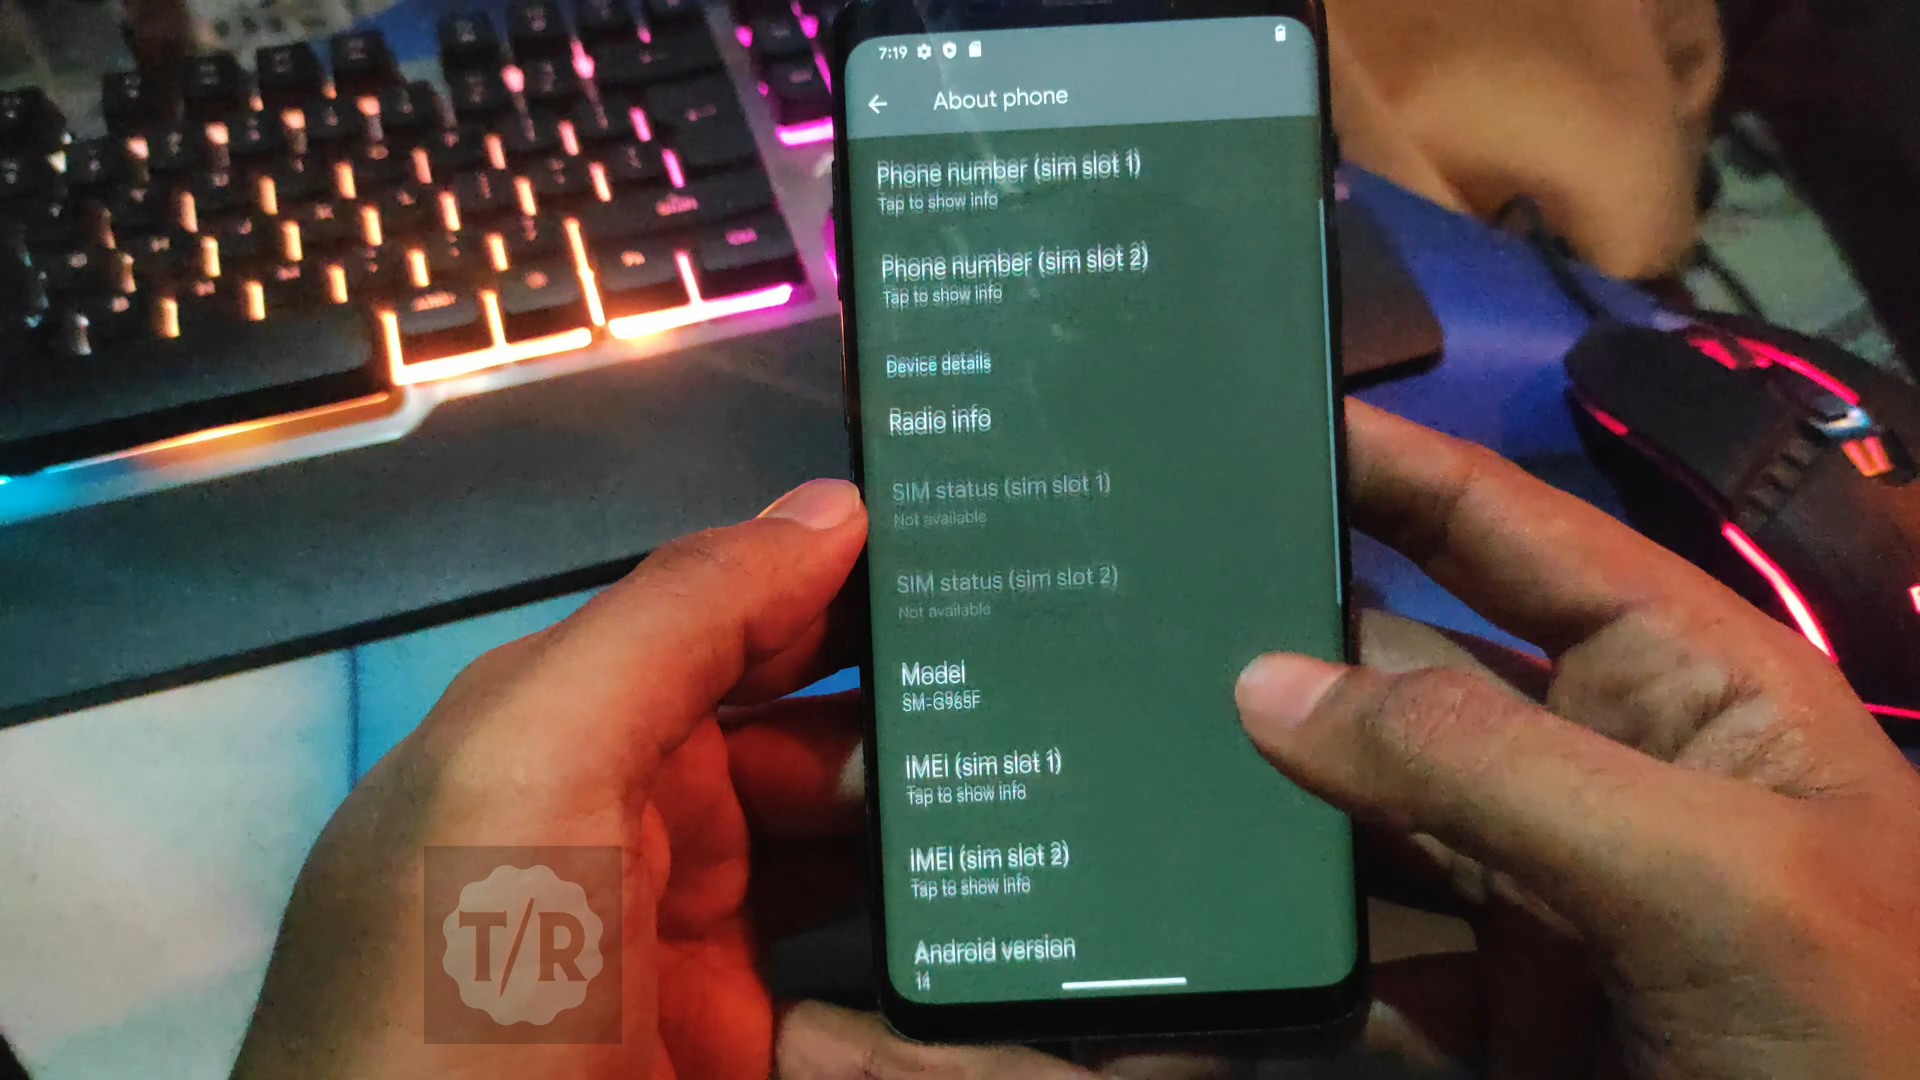 7:19
About phone
Phone number (sim slot 1)
Tap to show info
Phone number (sim slot 2)
Tap to show info
Device details
Radio info
SIM status (sim slot 1)
Not available
SIM status (sim slot 2)
Not available
Model
SM-G965F
IMEI (sim slot 1)
Tap to show info
IMEI (sim slot 2)
Tap to show info
Android version
14
T/R